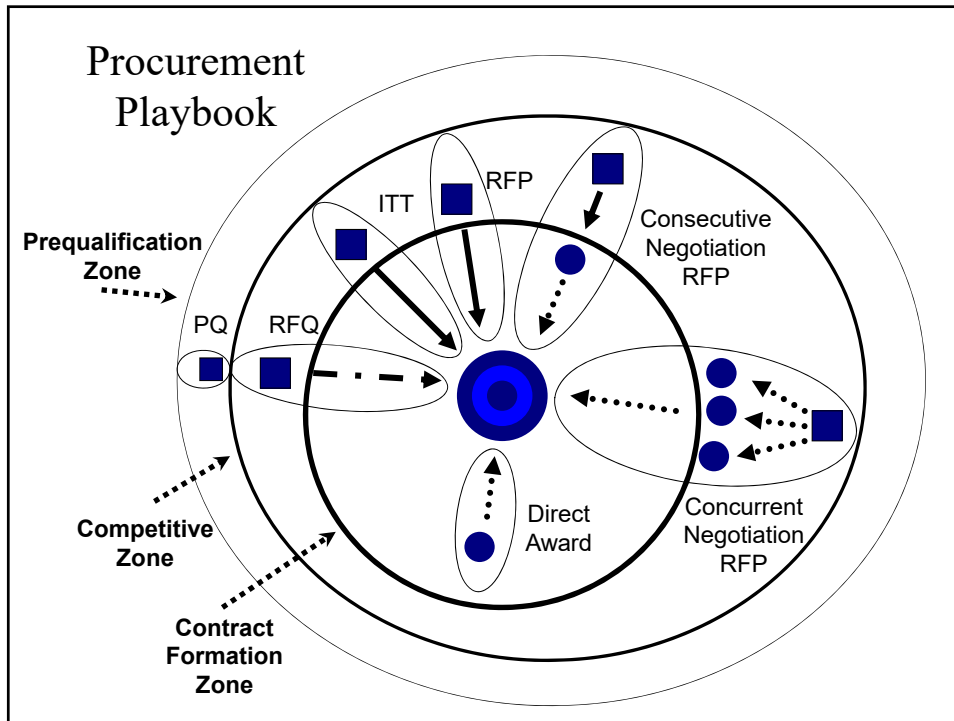 Procurement
Playbook
RFP
ITT
Consecutive
Negotiation
RFP
Prequalification
Zone
PQ
RFQ
Direct
Award
Concurrent
Negotiation
RFP
Competitive
Zone
Contract
Formation
Zone